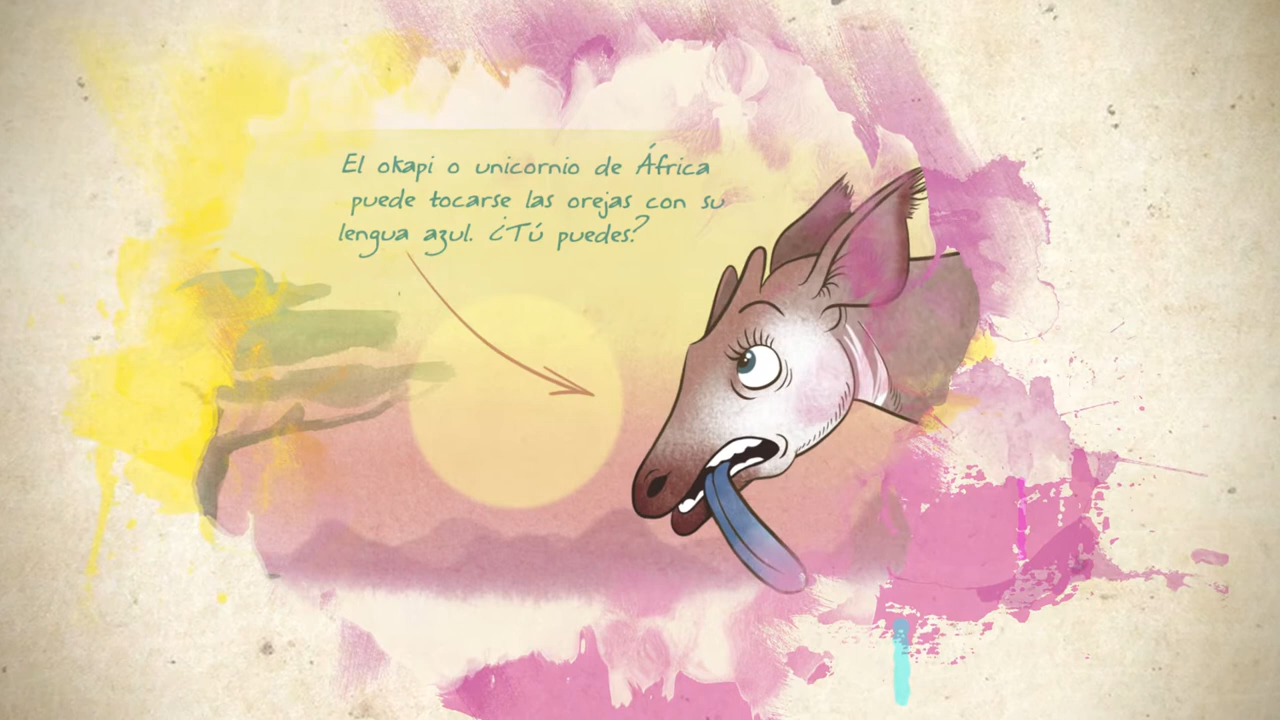 El okapi o unicornio de África
puede tocarse las orejas con su
lengua azul. ¿Tú puedes?